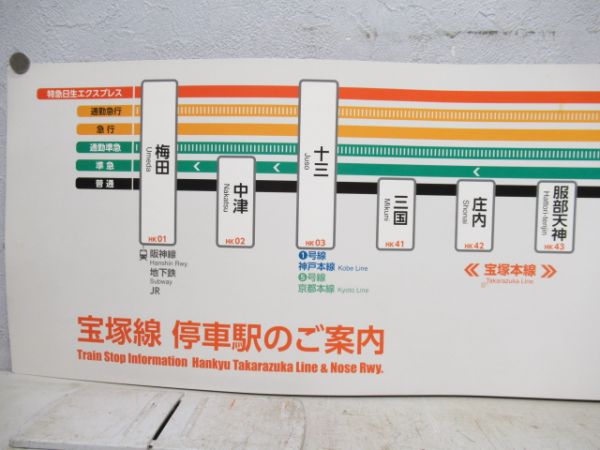 特急日生エクスプレス
通勤急行
急行
通勤準急
準急
普通
梅田
Umeda
HK 01
中津
Nakatsu
HK 02
十三
Juso
HK 03
三国
Mikuni
HK 41
庄内
Shonai
HK 42
服部天神
Hattori-tenjin
HK 43
阪神線
Hanshin Rwy.
地下鉄
Subway
JR
1号線
神戸本線 Kobe Line
5号線
京都本線 Kyoto Line
宝塚本線
Takarazuka Line
宝塚線 停車駅のご案内
Train Stop Information Hankyu Takarazuka Line & Nose Rwy.